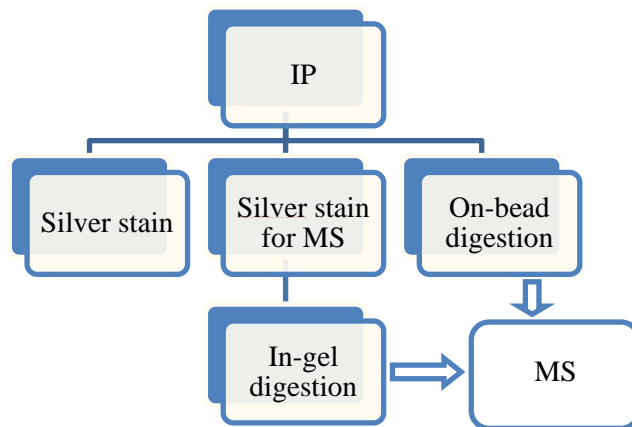 IP
Silver stain
Silver stain
for MS
On-bead
digestion
In-gel
digestion
MS